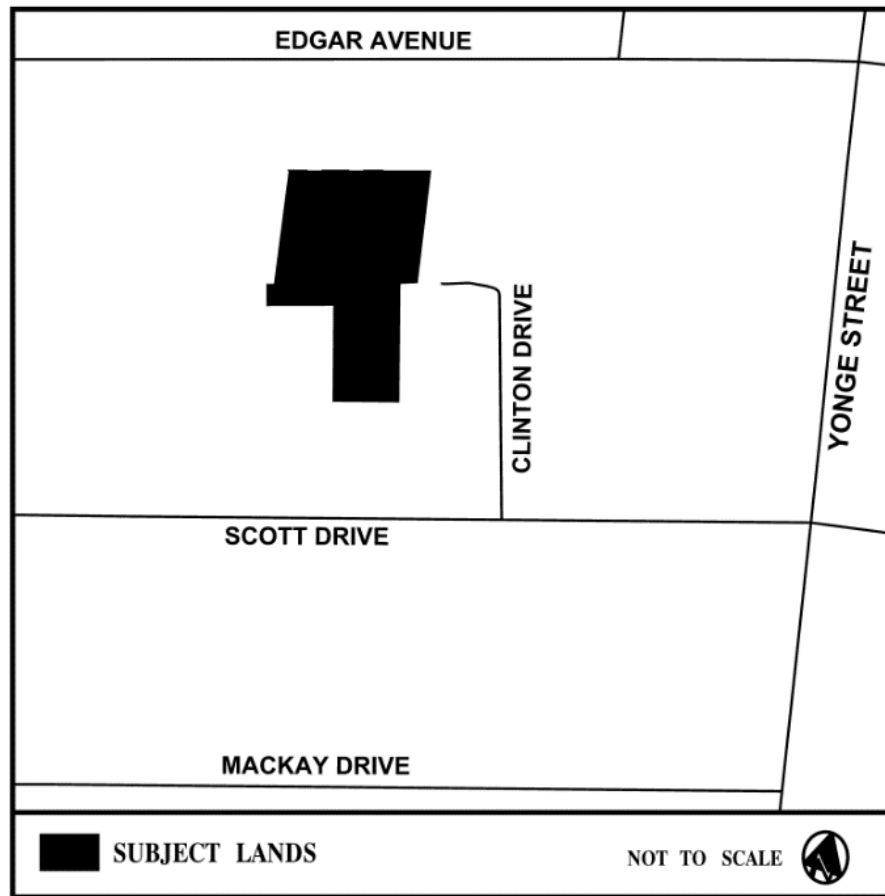 EDGAR AVENUE
YONGE STREET
CLINTON DRIVE
SCOTT DRIVE
MACKAY DRIVE
SUBJECT LANDS
NOT TO SCALE